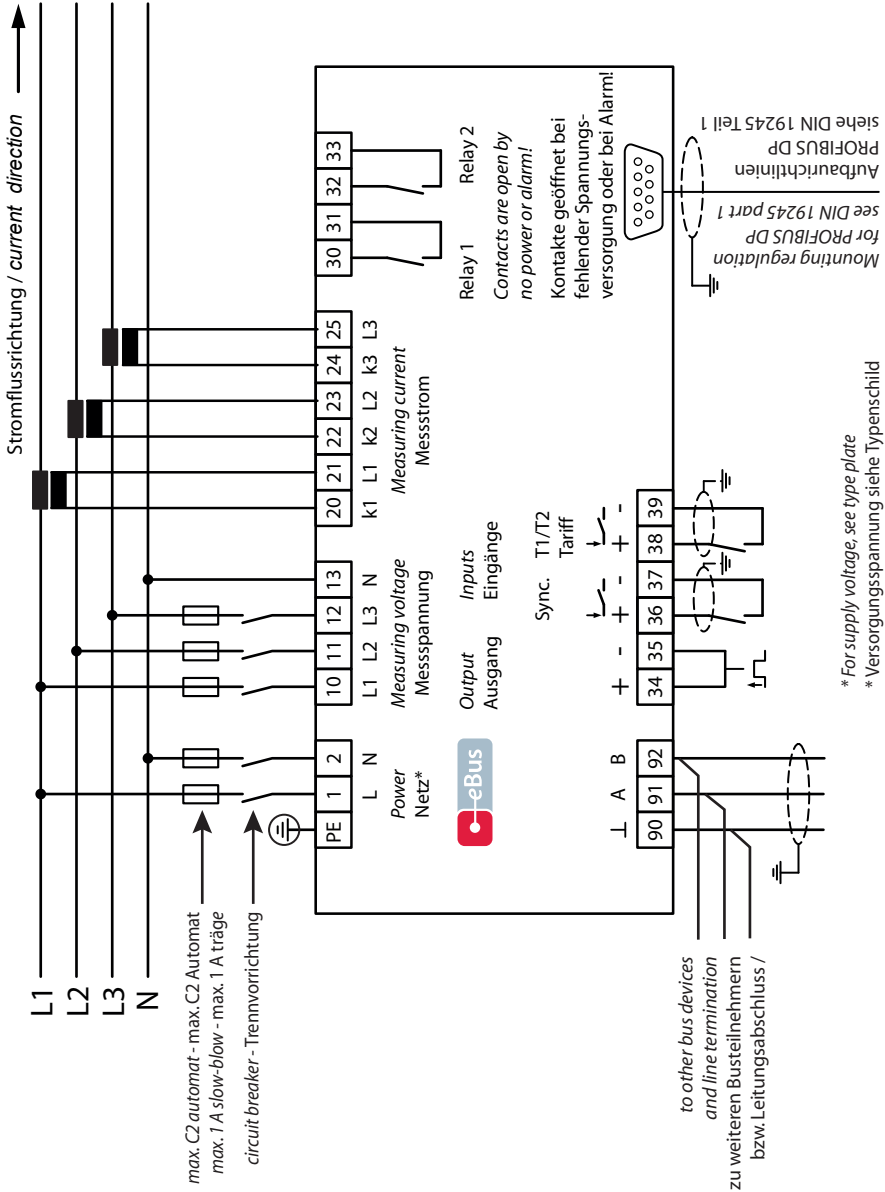 Stromflussrichtung / current direction
L1
L2
L3
N
max. C2 automat - max. C2 Automat
max. 1 A slow-blow - max. 1 A träge
circuit breaker - Trennvorrichtung
PE
1
2
10
11
12
13
20
21
22
23
24
25
30
31
32
33
L
N
L1
L2
L3
N
k1
L1
k2
L2
k3
L3
Power
Netz*
Measuring voltage
Messspannung
Measuring current
Messstrom
Relay 1
Relay 2
Contacts are open by
no power or alarm!
Kontakte geöffnet bei
fehlender Spannungs-
versorgung oder bei Alarm!
eBus
Output
Ausgang
Inputs
Eingänge
Sync.
T1/T2
Tariff
⊥
A
B
+
-
+
-
+
-
90
91
92
34
35
36
37
38
39
to other bus devices
and line termination
zu weiteren Busteilnehmern
bzw. Leitungsabschluss /
Mounting regulation
for PROFIBUS DP
see DIN 19245 part 1
Aufbaurichtlinien
PROFIBUS DP
siehe DIN 19245 Teil 1
* For supply voltage, see type plate
* Versorgungsspannung siehe Typenschild